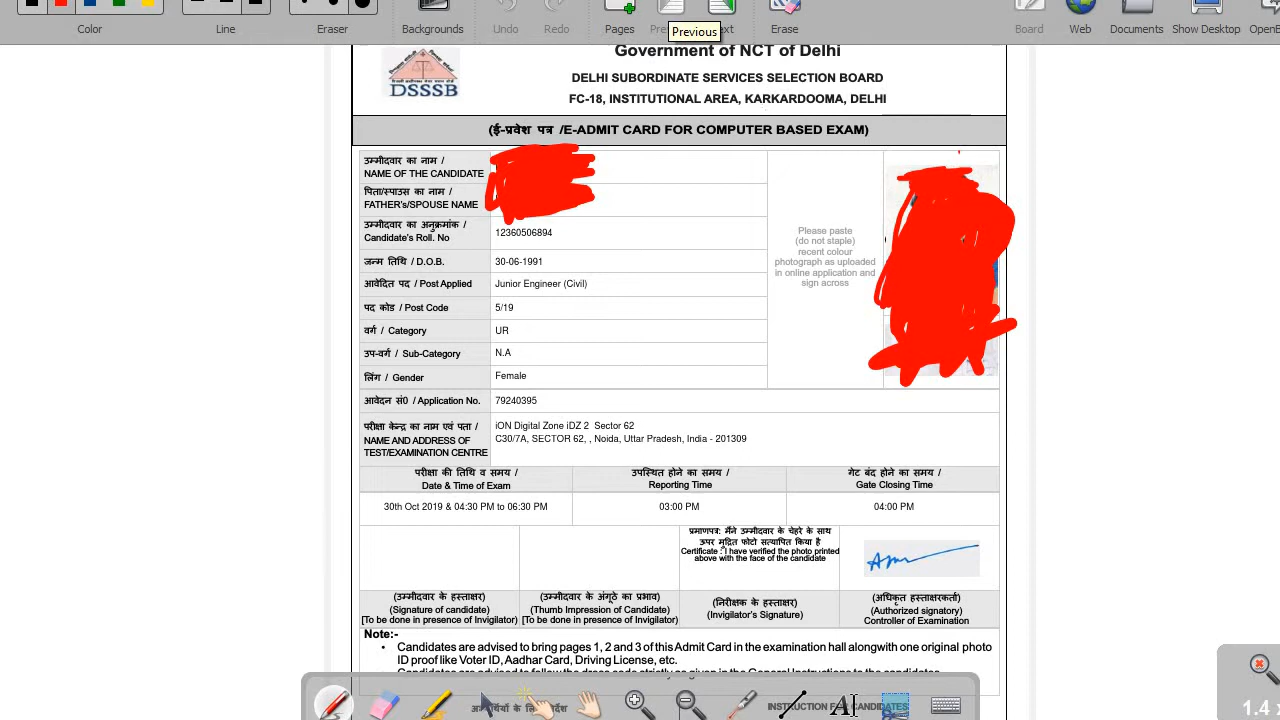 Color
Line
Backgrounds
Undo
Redo
Pages
Previous
Erase
Board
Web
Documents
Show Desktop
Government of NCT of Delhi
DELHI SUBORDINATE SERVICES SELECTION BOARD
FC-18, INSTITUTIONAL AREA, KARKARDOOMA, DELHI
DSSSB
(ई-प्रवेश पत्र /E-ADMIT CARD FOR COMPUTER BASED EXAM)
उम्मीदवार का नाम /
NAME OF THE CANDIDATE
पिता/स्पाउस का नाम /
FATHER's/SPOUSE NAME
उम्मीदवार का अनुक्रमांक /
Candidate's Roll. No
12360506894
जन्म तिथि / D.O.B.
30-06-1991
आवेदित पद / Post Applied
Junior Engineer (Civil)
पद कोड / Post Code
5/19
वर्ग / Category
UR
उप-वर्ग / Sub-Category
N.A
लिंग / Gender
Female
Please paste
(do not staple)
recent colour
photograph as uploaded
in online application and
sign across
आवेदन सं0 / Application No.
79240395
परीक्षा केन्द्र का नाम एवं पता /
NAME AND ADDRESS OF
TEST/EXAMINATION CENTRE
iON Digital Zone iDZ 2 Sector 62
C30/7A, SECTOR 62, , Noida, Uttar Pradesh, India - 201309
परीक्षा की तिथि व समय /
Date & Time of Exam
उपस्थित होने का समय /
Reporting Time
गेट बंद होने का समय /
Gate Closing Time
30th Oct 2019 & 04:30 PM to 06:30 PM
03:00 PM
04:00 PM
प्रमाणपत्र: मैंने उम्मीदवार के चेहरे के साथ
ऊपर मुद्रित फोटो सत्यापित किया है
Certificate : I have verified the photo printed
above with the face of the candidate
(उम्मीदवार के हस्ताक्षर)
(Signature of candidate)
[To be done in presence of Invigilator)
(उम्मीदवार के अंगूठे का प्रभाव)
(Thumb Impression of Candidate)
[To be done in presence of Invigilator)
(निरीक्षक के हस्ताक्षर)
(Invigilator's Signature)
(अधिकृत हस्ताक्षरकर्ता)
(Authorized signatory)
Controller of Examination
Note:-
• Candidates are advised to bring pages 1, 2 and 3 of this Admit Card in the examination hall alongwith one original photo
ID proof like Voter ID, Aadhar Card, Driving License, etc.
INSTRUCTION FOR CANDIDATES
1.4